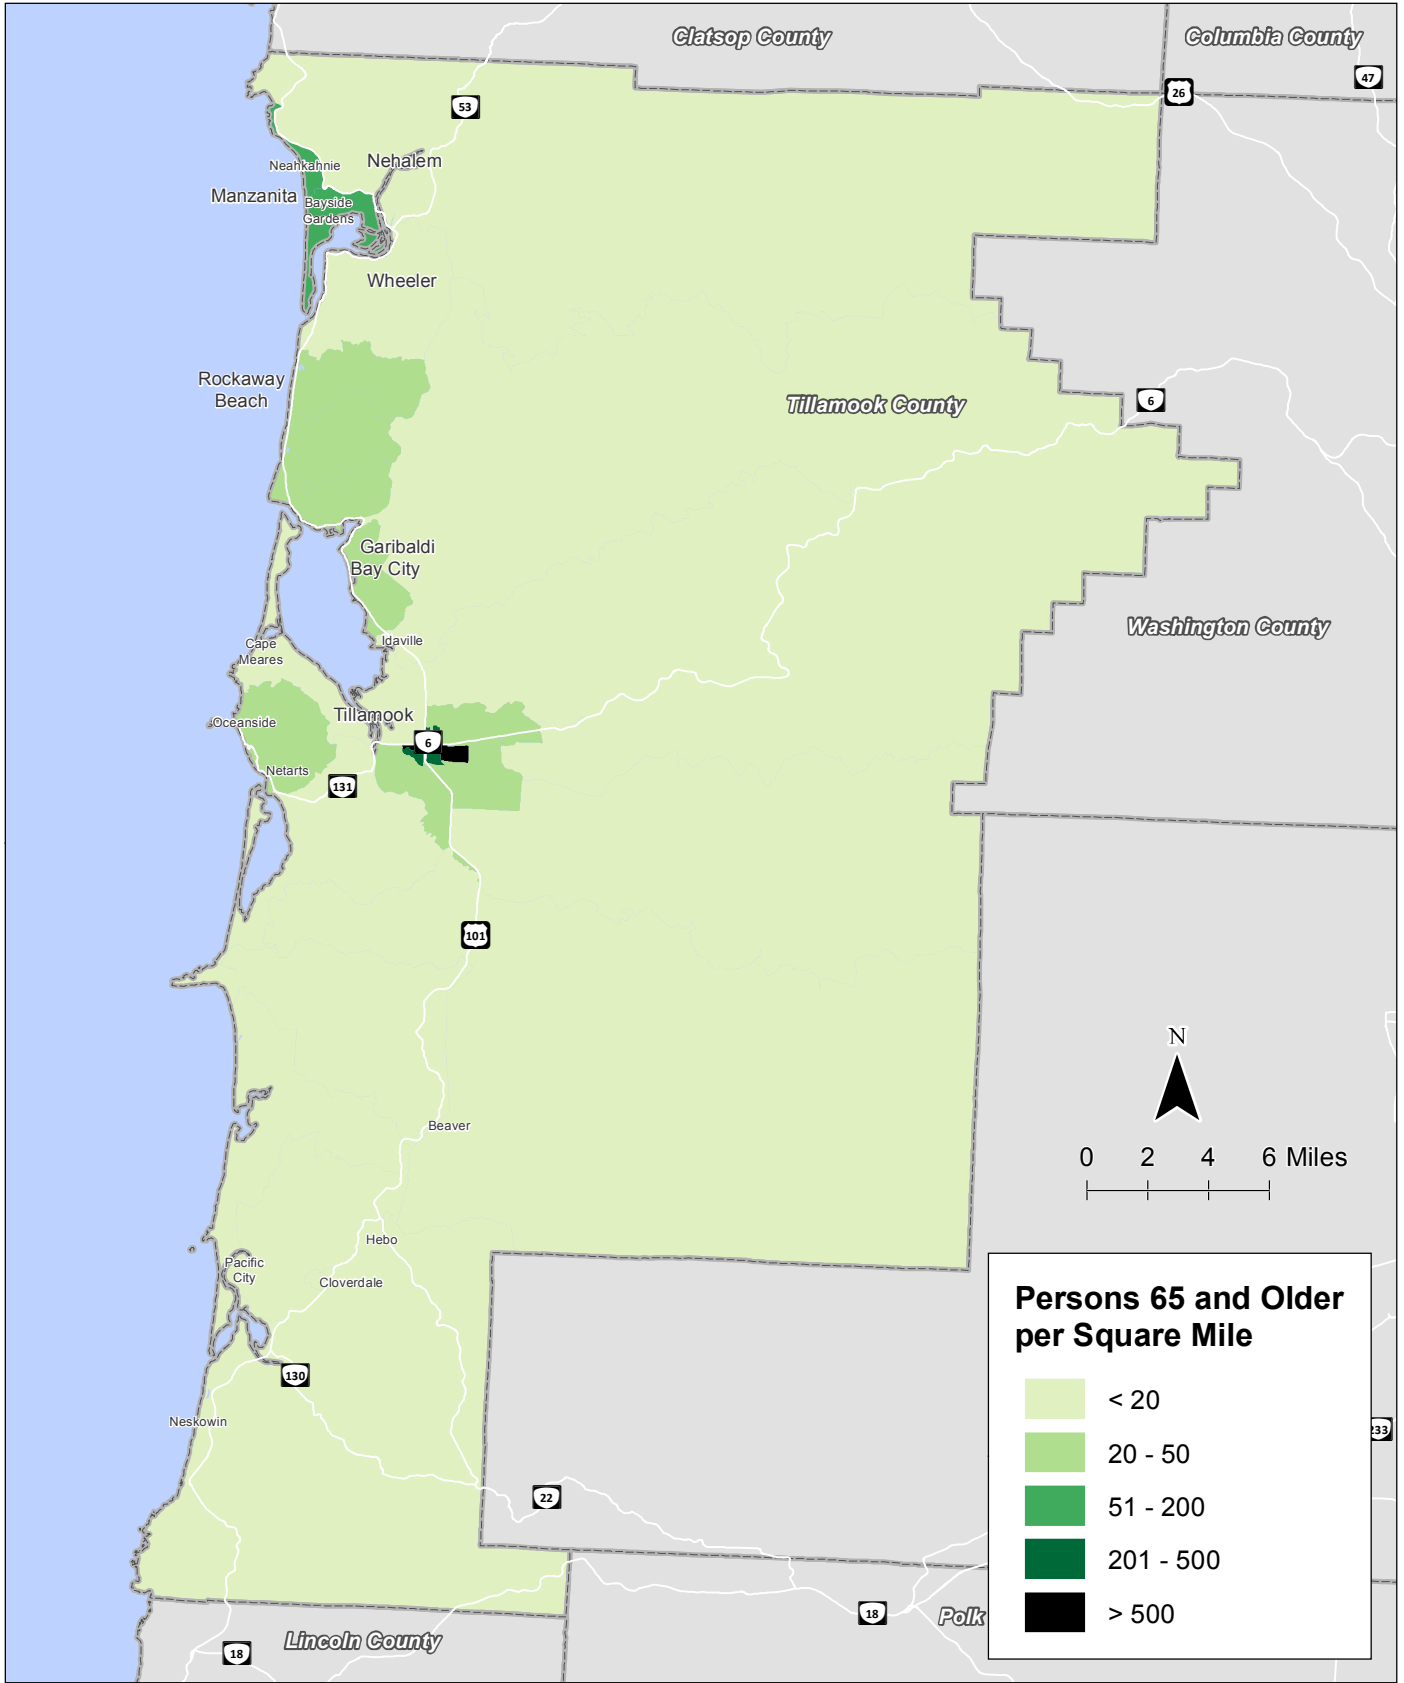 Clatsop County
Columbia County
47
26
53
Neahkahnie
Nehalem
Manzanita
Bayside
Gardens
Wheeler
Rockaway
Beach
Tillamook County
6
Garibaldi
Bay City
Idaville
Washington County
Cape
Meares
Oceanside
Tillamook
6
Netarts
131
101
N
Beaver
0 2 4 6 Miles
Hebo
Pacific
City
Cloverdale
130
Neskowin
Persons 65 and Older
per Square Mile
< 20
20 - 50
51 - 200
201 - 500
> 500
233
22
18
Polk
Lincoln County
18